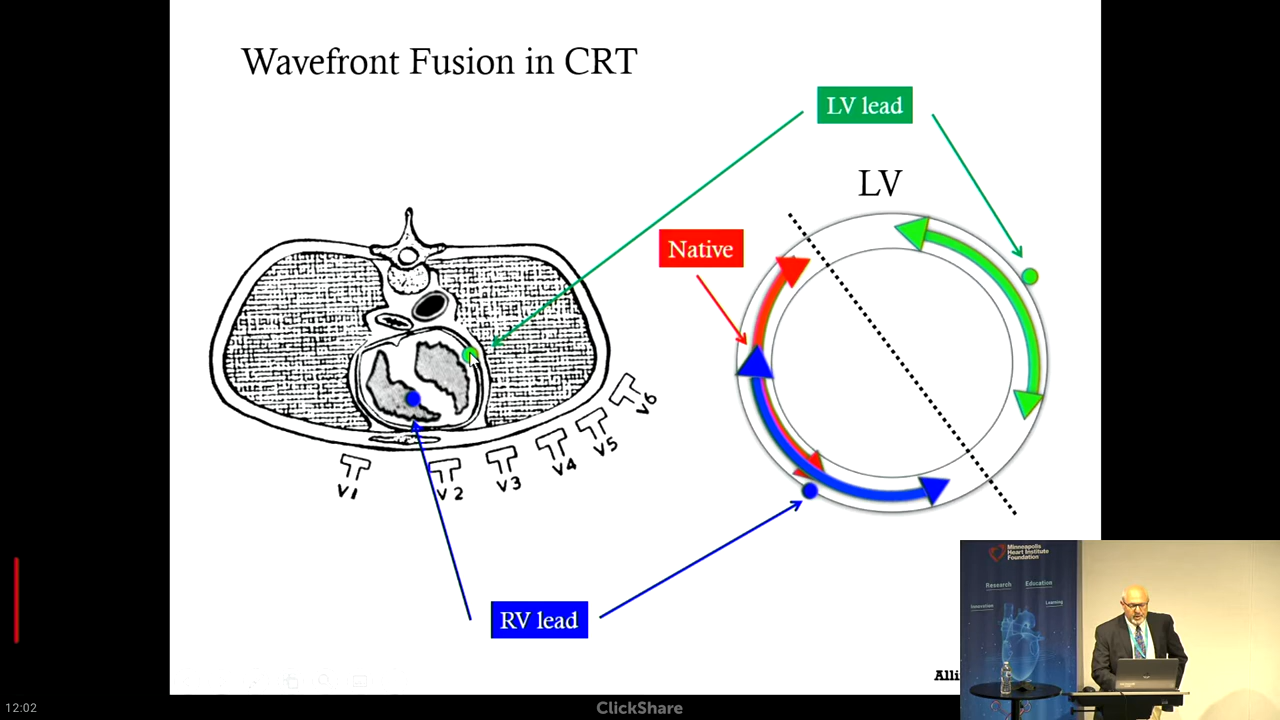 Wavefront Fusion in CRT
LV lead
LV
Native
V1
V2
V3
V4
V5
V6
RV lead
Minneapolis
Heart Institute
Foundation
Research
Education
Innovation
Learning
Alli
12:02
ClickShare